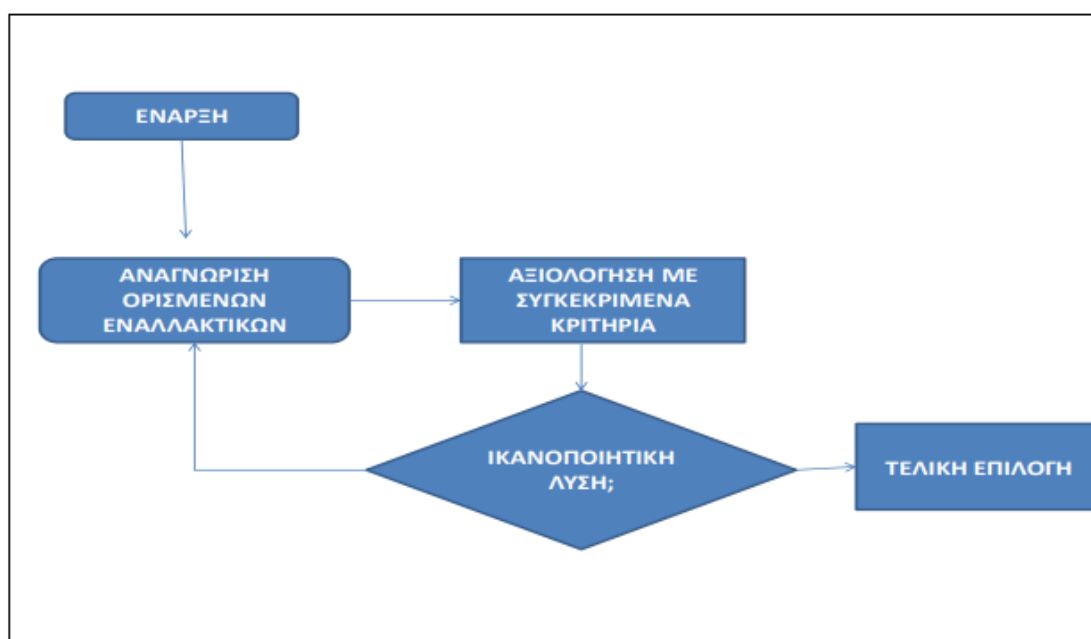 ΕΝΑΡΞΗ
ΑΝΑΓΝΩΡΙΣΗ
ΟΡΙΣΜΕΝΩΝ
ΕΝΑΛΛΑΚΤΙΚΩΝ
ΑΞΙΟΛΟΓΗΣΗ ΜΕ
ΣΥΓΚΕΚΡΙΜΕΝΑ
ΚΡΙΤΗΡΙΑ
ΙΚΑΝΟΠΟΙΗΤΙΚΗ
ΛΥΣΗ;
ΤΕΛΙΚΗ ΕΠΙΛΟΓΗ